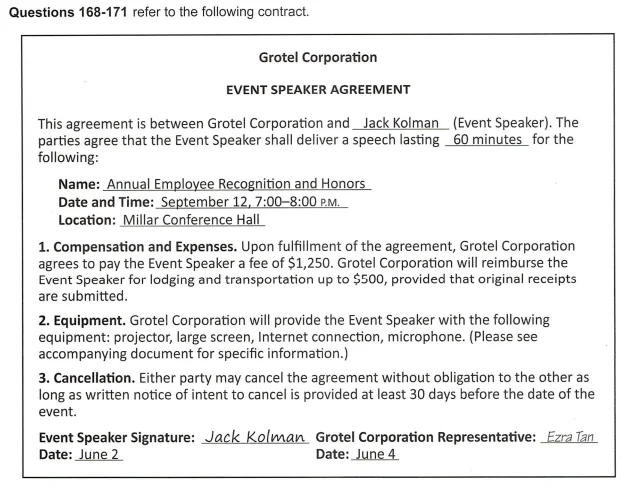 Questions 168-171 refer to the following contract.
Grotel Corporation
EVENT SPEAKER AGREEMENT
This agreement is between Grotel Corporation and Jack Kolman (Event Speaker). The
parties agree that the Event Speaker shall deliver a speech lasting 60 minutes for the
following:
Name: Annual Employee Recognition and Honors
Date and Time: September 12, 7:00–8:00 P.M.
Location: Millar Conference Hall
1. Compensation and Expenses. Upon fulfillment of the agreement, Grotel Corporation
agrees to pay the Event Speaker a fee of $1,250. Grotel Corporation will reimburse the
Event Speaker for lodging and transportation up to $500, provided that original receipts
are submitted.
2. Equipment. Grotel Corporation will provide the Event Speaker with the following
equipment: projector, large screen, Internet connection, microphone. (Please see
accompanying document for specific information.)
3. Cancellation. Either party may cancel the agreement without obligation to the other as
long as written notice of intent to cancel is provided at least 30 days before the date of the
event.
Event Speaker Signature: Jack Kolman Grotel Corporation Representative: Ezra Tan
Date: June 2 Date: June 4